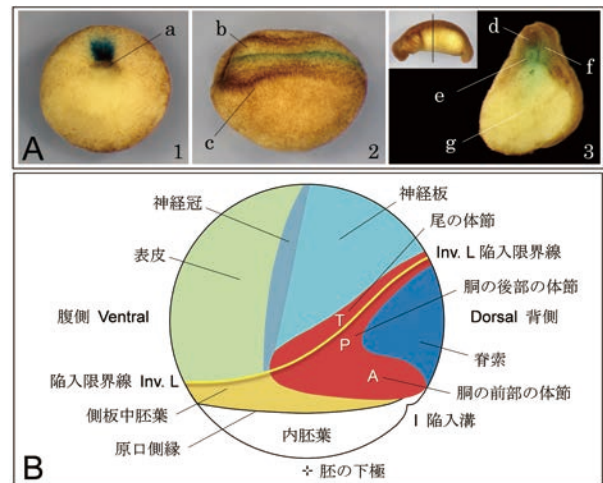 a
b
c
d
e
f
g
A
1
2
3
B
神経冠
神経板
表皮
尾の体節
Inv. L 陥入限界線
胴の後部の体節
腹側 Ventral
Dorsal 背側
T
P
A
脊索
陥入限界線 Inv. L
胴の前部の体節
側板中胚葉
I 陥入溝
原口側縁
内胚葉
⊹ 胚の下極